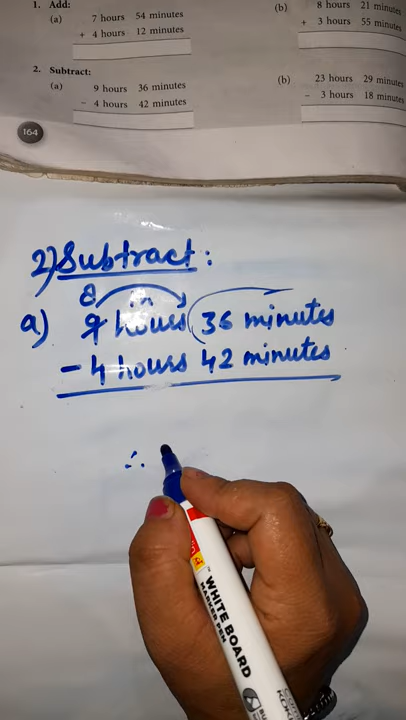 1. Add:
(a) 7 hours 54 minutes
+ 4 hours 12 minutes
(b) 8 hours 21 minutes
+ 3 hours 55 minutes
2. Subtract:
(a) 9 hours 36 minutes
− 4 hours 42 minutes
(b) 23 hours 29 minutes
− 3 hours 18 minutes
164
2) Subtract:
8
a) 9 hours 36 minutes
- 4 hours 42 minutes
∴
WHITE BOARD
MARKER PEN